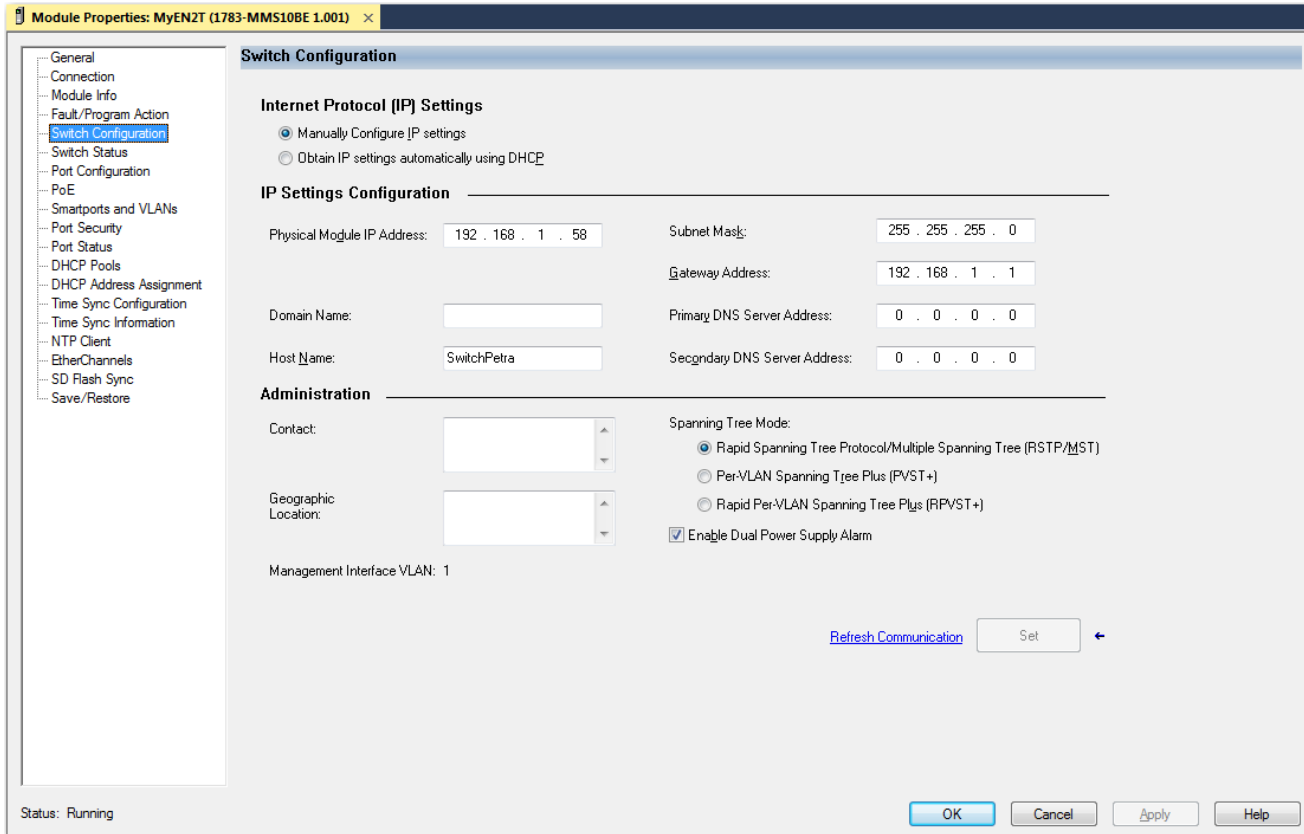 Module Properties: MyEN2T (1783-MMS10BE 1.001) ×
General
Connection
Module Info
Fault/Program Action
Switch Configuration
Switch Status
Port Configuration
PoE
Smartports and VLANs
Port Security
Port Status
DHCP Pools
DHCP Address Assignment
Time Sync Configuration
Time Sync Information
NTP Client
EtherChannels
SD Flash Sync
Save/Restore
Switch Configuration
Internet Protocol (IP) Settings
Manually Configure IP settings
Obtain IP settings automatically using DHCP
IP Settings Configuration
Physical Module IP Address: 192 . 168 . 1 . 58
Subnet Mask: 255 . 255 . 255 . 0
Gateway Address: 192 . 168 . 1 . 1
Domain Name:
Primary DNS Server Address: 0 . 0 . 0 . 0
Host Name: SwitchPetra
Secondary DNS Server Address: 0 . 0 . 0 . 0
Administration
Contact:
Geographic
Location:
Management Interface VLAN: 1
Spanning Tree Mode:
Rapid Spanning Tree Protocol/Multiple Spanning Tree (RSTP/MST)
Per-VLAN Spanning Tree Plus (PVST+)
Rapid Per-VLAN Spanning Tree Plus (RPVST+)
Enable Dual Power Supply Alarm
Refresh Communication
Set
Status: Running
OK
Cancel
Apply
Help